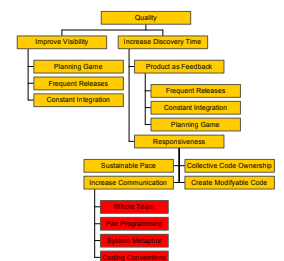 Quality
Improve Visibility
Increase Discovery Time
Planning Game
Frequent Releases
Constant Integration
Product as Feedback
Frequent Releases
Constant Integration
Planning Game
Responsiveness
Sustainable Pace
Collective Code Ownership
Increase Communication
Create Modifyable Code
Whole Team
Pair Programming
System Metaphor
Coding Conventions